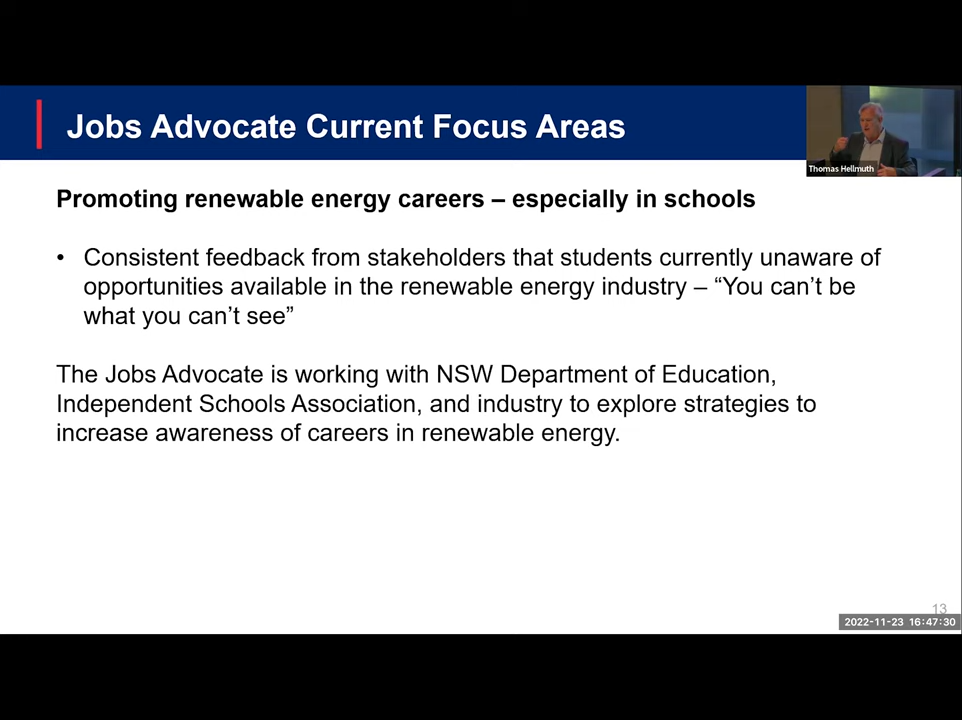 Jobs Advocate Current Focus Areas
Thomas Hellmuth
Promoting renewable energy careers – especially in schools
• Consistent feedback from stakeholders that students currently unaware of
opportunities available in the renewable energy industry – “You can’t be
what you can’t see”
The Jobs Advocate is working with NSW Department of Education,
Independent Schools Association, and industry to explore strategies to
increase awareness of careers in renewable energy.
13
2022-11-23 16:47:30